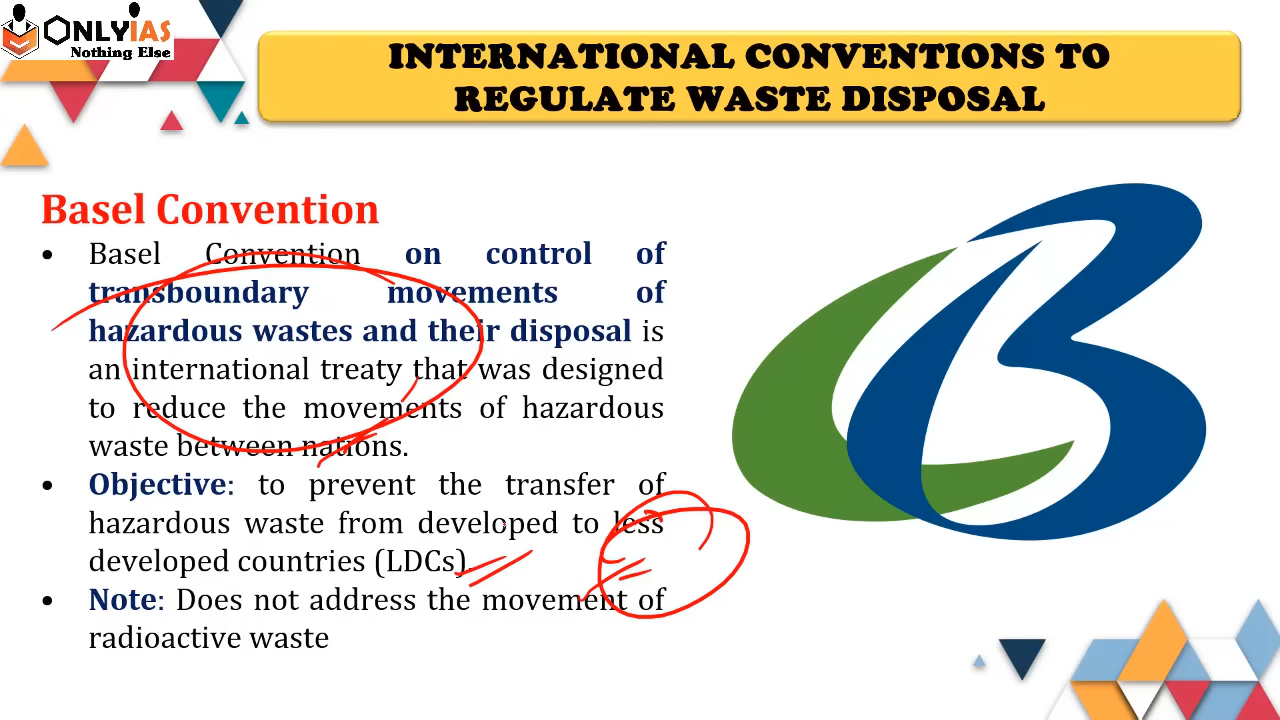 ONLYIAS
Nothing Else
INTERNATIONAL CONVENTIONS TO
REGULATE WASTE DISPOSAL
Basel Convention
• Basel Convention on control of
transboundary movements of
hazardous wastes and their disposal is
an international treaty that was designed
to reduce the movements of hazardous
waste between nations.
• Objective: to prevent the transfer of
hazardous waste from developed to less
developed countries (LDCs).
• Note: Does not address the movement of
radioactive waste